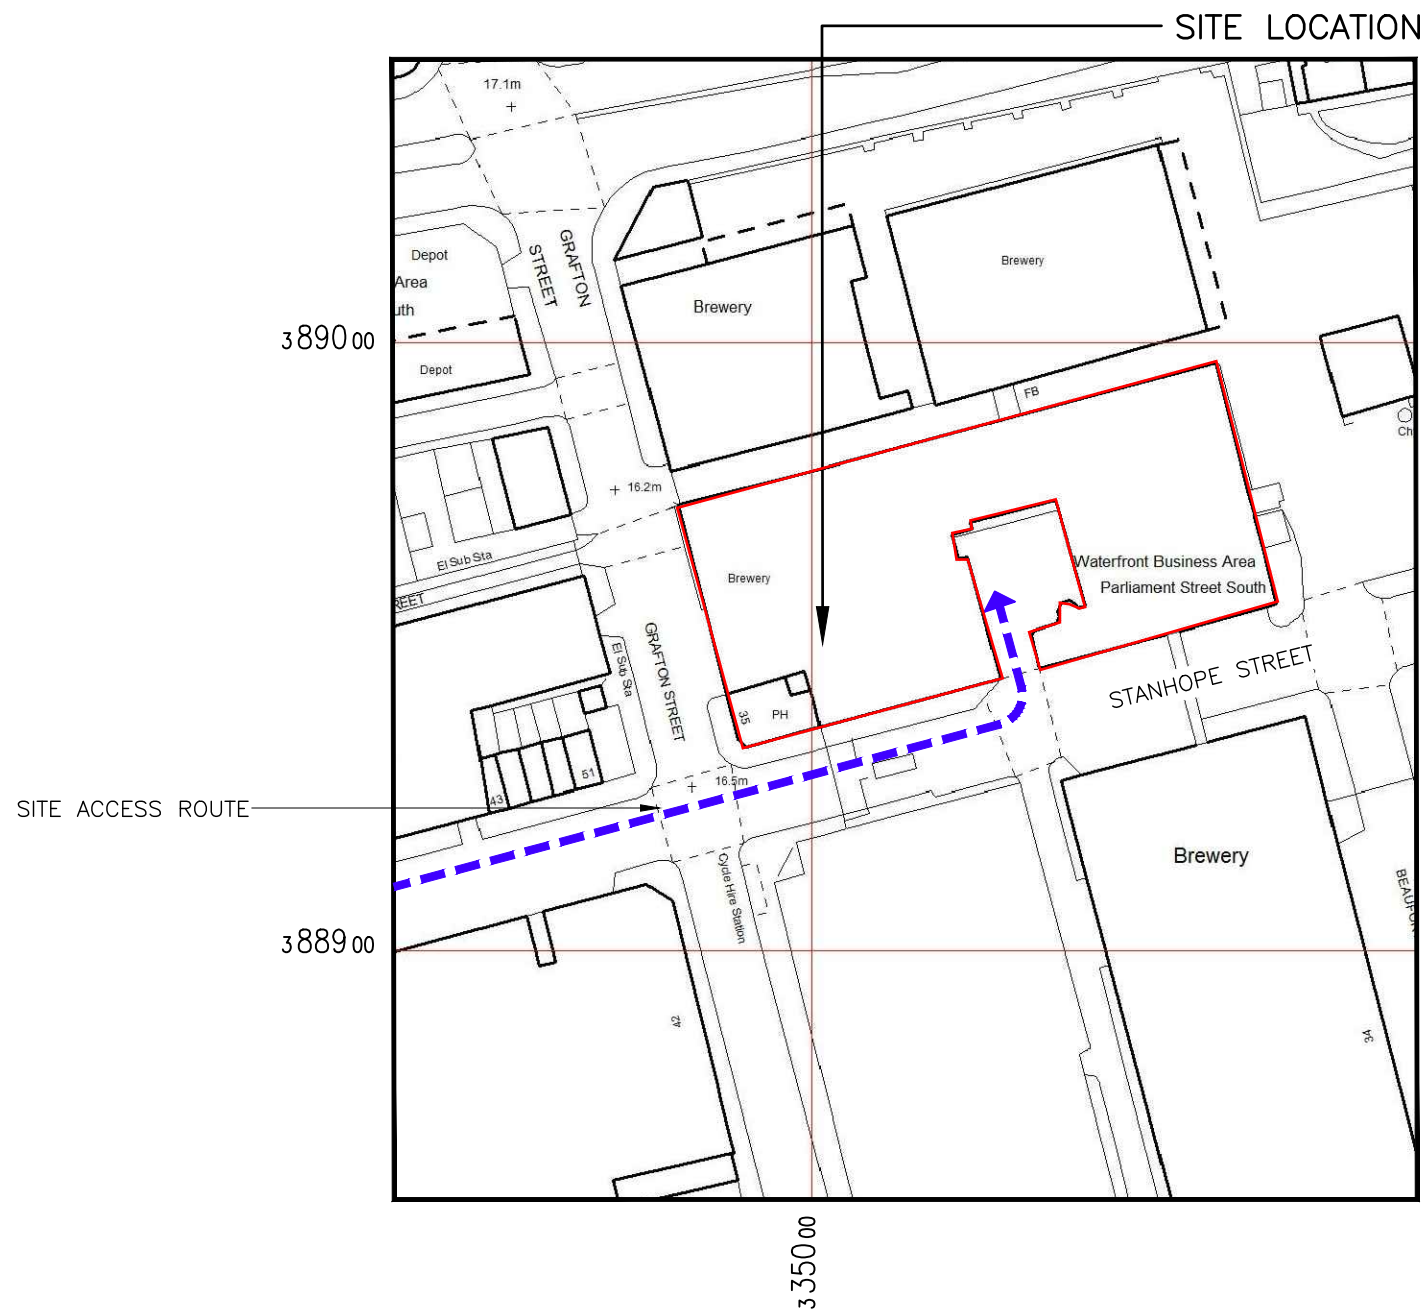 SITE LOCATION
17.1m
GRAFTON
STREET
Depot
Area
uth
Brewery
Brewery
389000
Depot
FB
Ch
16.2m
El Sub Sta
REET
Brewery
Waterfront Business Area
Parliament Street South
GRAFTON STREET
El Sub Sta
STANHOPE STREET
35
PH
51
43
16.5m
SITE ACCESS ROUTE
Cycle Hire Station
Brewery
BEAUFOR
388900
42
34
335000